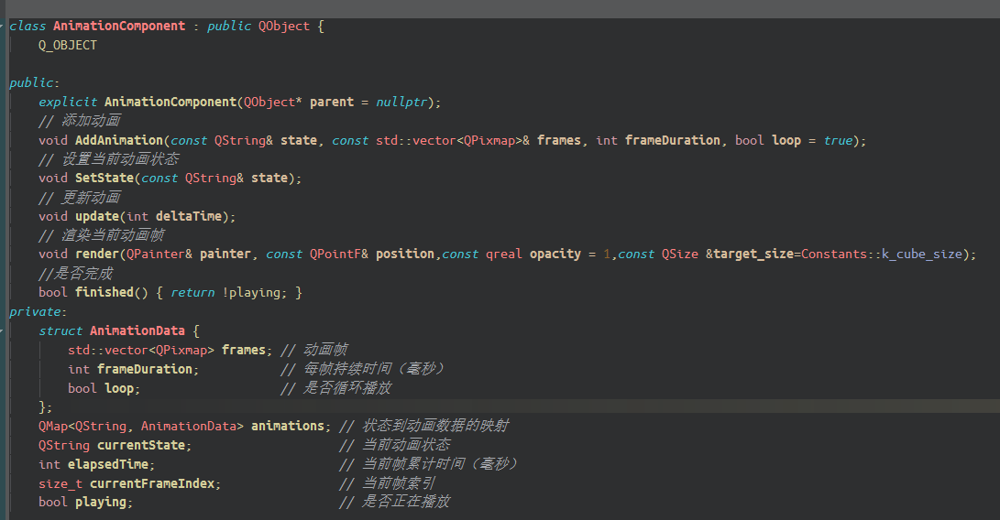 class AnimationComponent : public QObject {
    Q_OBJECT

public:
    explicit AnimationComponent(QObject* parent = nullptr);
    // 添加动画
    void AddAnimation(const QString& state, const std::vector<QPixmap>& frames, int frameDuration, bool loop = true);
    // 设置当前动画状态
    void SetState(const QString& state);
    // 更新动画
    void update(int deltaTime);
    // 渲染当前动画帧
    void render(QPainter& painter, const QPointF& position,const qreal opacity = 1,const QSize &target_size=Constants::k_cube_size);
    //是否完成
    bool finished() { return !playing; }
private:
    struct AnimationData {
        std::vector<QPixmap> frames; // 动画帧
        int frameDuration;           // 每帧持续时间（毫秒）
        bool loop;                   // 是否循环播放
    };
    QMap<QString, AnimationData> animations; // 状态到动画数据的映射
    QString currentState;                    // 当前动画状态
    int elapsedTime;                         // 当前帧累计时间（毫秒）
    size_t currentFrameIndex;                // 当前帧索引
    bool playing;                            // 是否正在播放